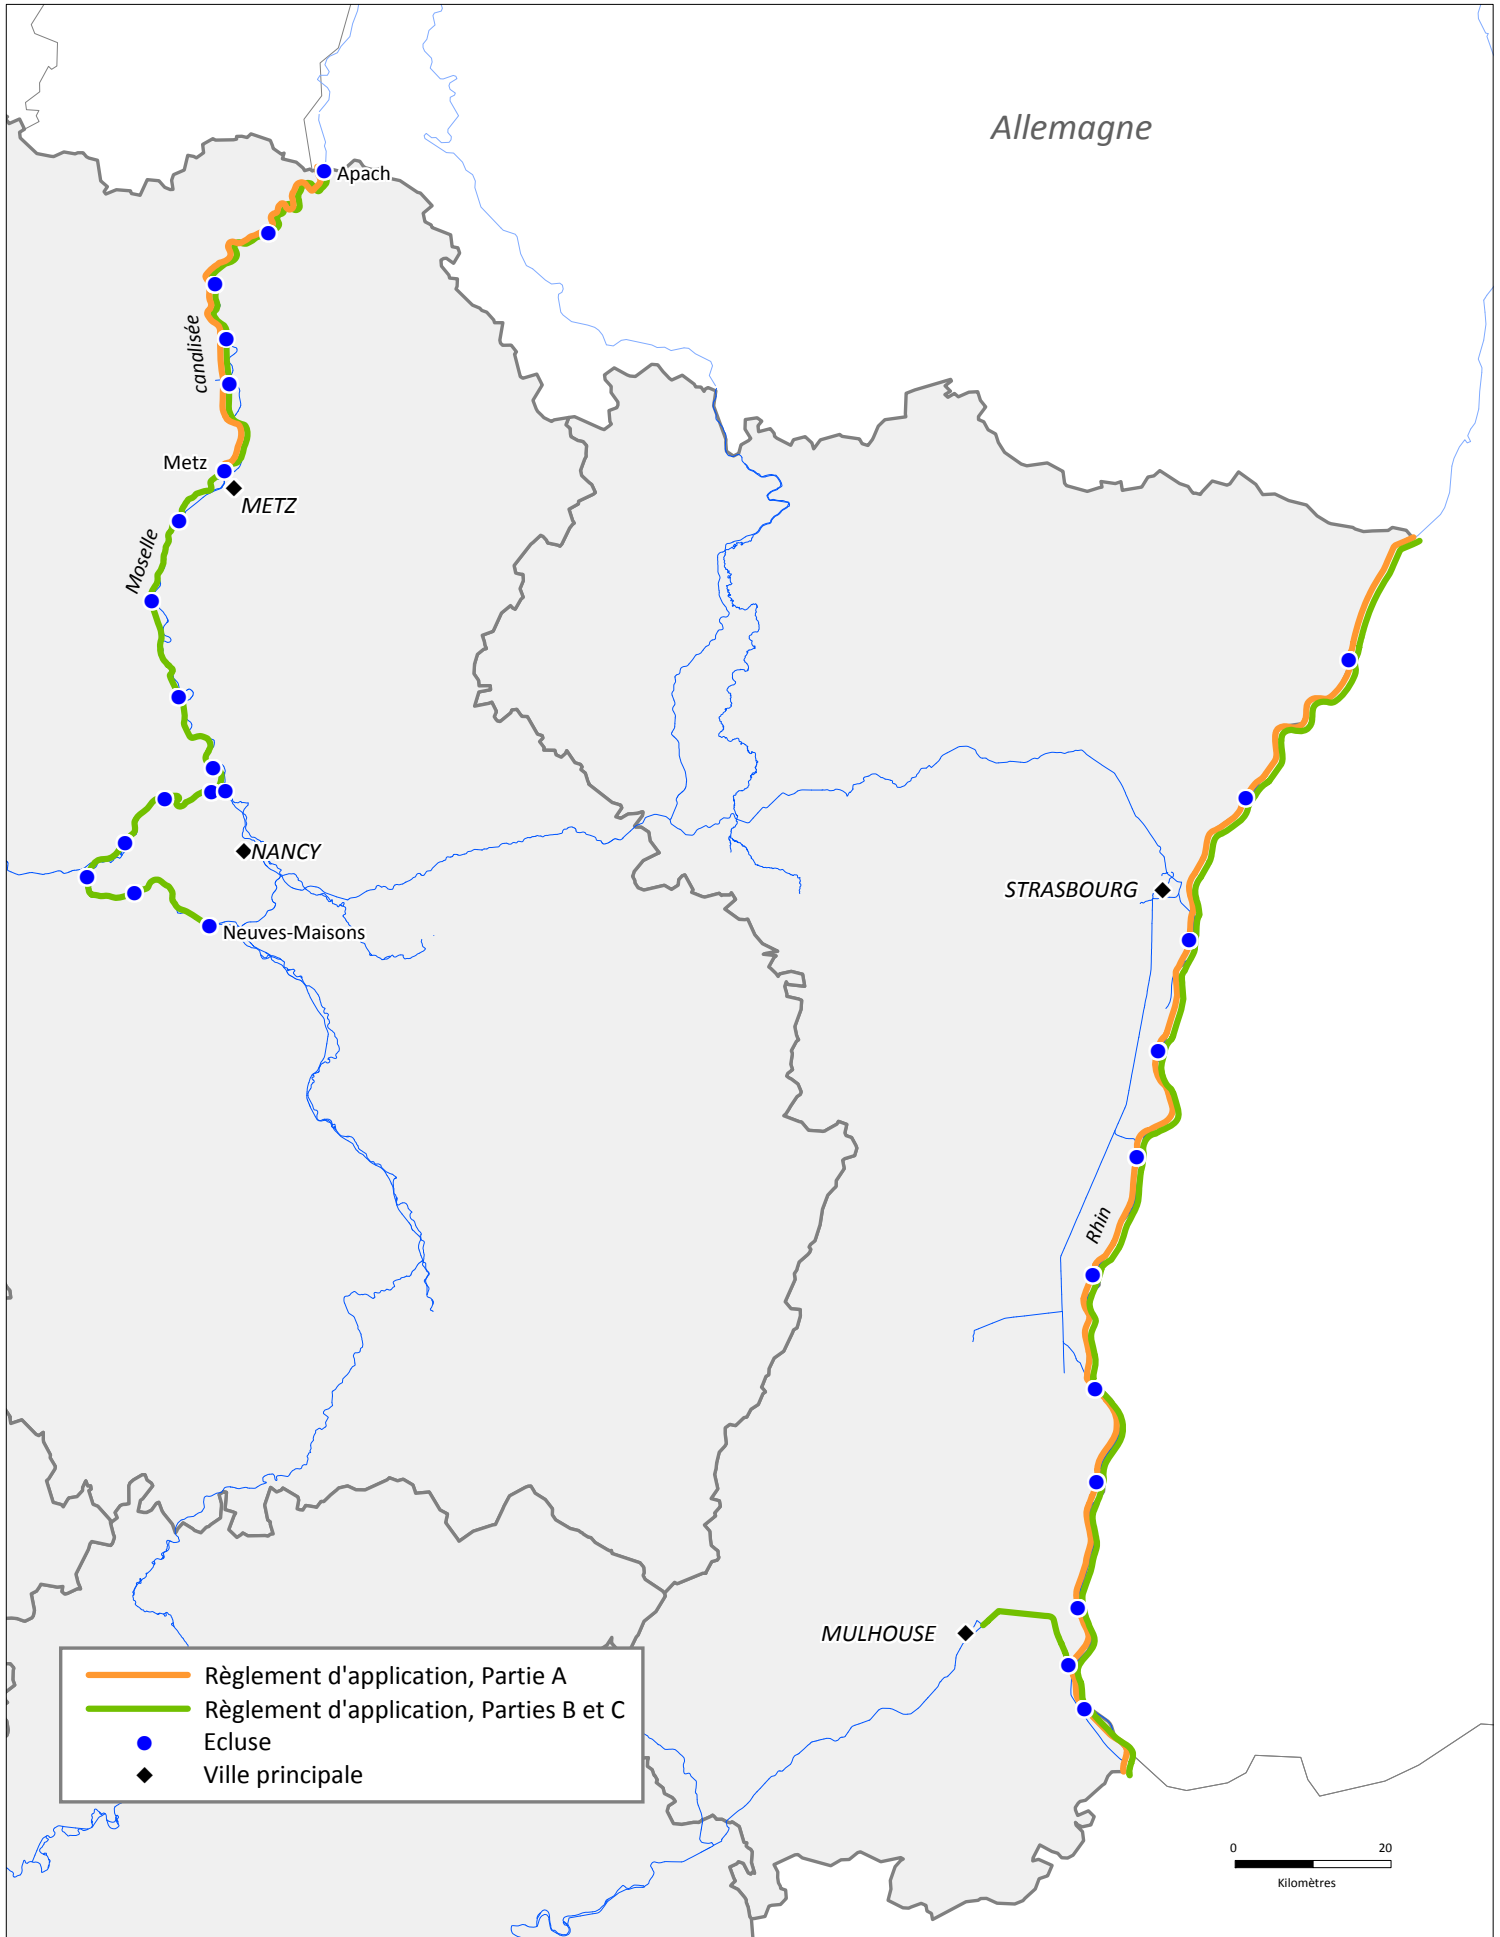 Allemagne
Apach
canalisée
Metz
METZ
Moselle
NANCY
STRASBOURG
Neuves-Maisons
Rhin
MULHOUSE
Règlement d'application, Partie A
Règlement d'application, Parties B et C
Ecluse
Ville principale
0 20
Kilomètres